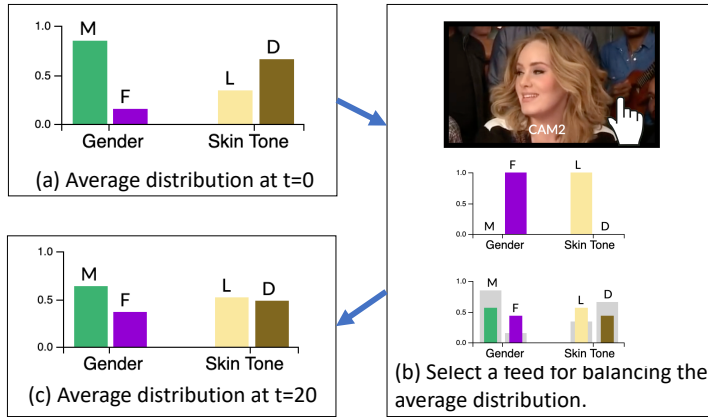 1.0
M
D
0.5
L
F
0.0
Gender
Skin Tone
(a) Average distribution at t=0
CAM2
F
L
1.0
0.5
M
D
0.0
Gender
Skin Tone
1.0
M
D
F
L
0.5
0.0
Gender
Skin Tone
(b) Select a feed for balancing the
average distribution.
1.0
M
L
D
F
0.5
0.0
Gender
Skin Tone
(c) Average distribution at t=20